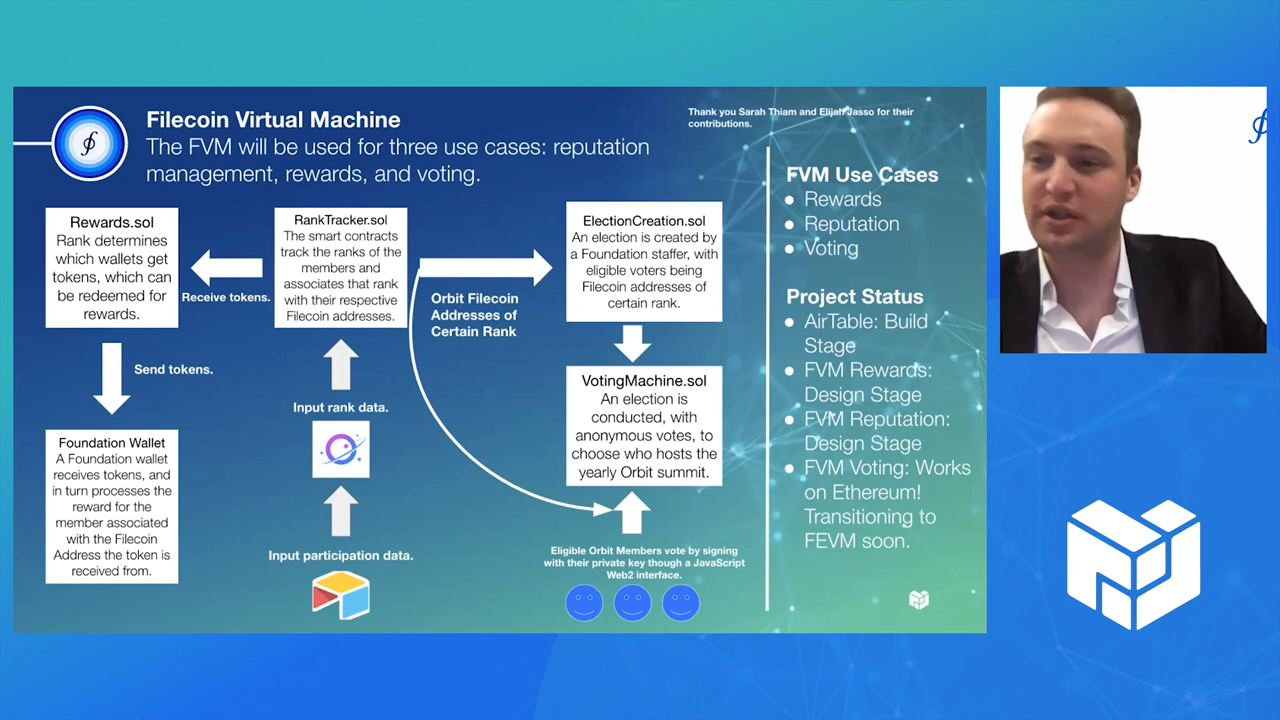 Filecoin Virtual Machine
The FVM will be used for three use cases: reputation
management, rewards, and voting.
Thank you Sarah Thiam and Elijah Jasso for their
contributions.
Rewards.sol
Rank determines
which wallets get
tokens, which can
be redeemed for
rewards.
Receive tokens.
RankTracker.sol
The smart contracts
track the ranks of the
members and
associates that rank
with their respective
Filecoin addresses.
Orbit Filecoin
Addresses of
Certain Rank
ElectionCreation.sol
An election is created by
a Foundation staffer, with
eligible voters being
Filecoin addresses of
certain rank.
Send tokens.
Input rank data.
VotingMachine.sol
An election is
conducted, with
anonymous votes, to
choose who hosts the
yearly Orbit summit.
Foundation Wallet
A Foundation wallet
receives tokens, and
in turn processes the
reward for the
member associated
with the Filecoin
Address the token is
received from.
Input participation data.
Eligible Orbit Members vote by signing
with their private key though a JavaScript
Web2 interface.
FVM Use Cases
● Rewards
● Reputation
● Voting
Project Status
● AirTable: Build
Stage
● FVM Rewards:
Design Stage
● FVM Reputation:
Design Stage
● FVM Voting: Works
on Ethereum!
Transitioning to
FEVM soon.